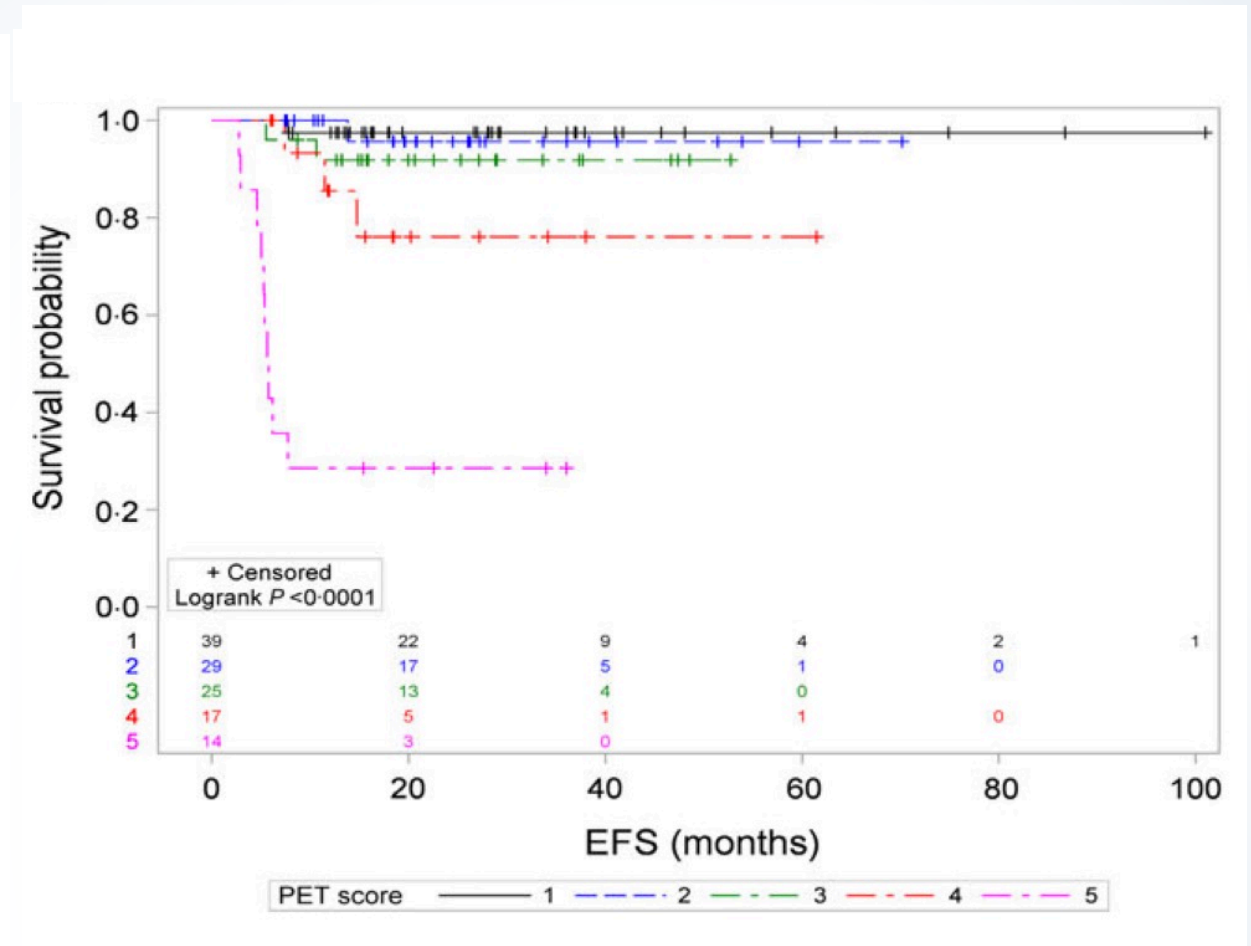 1·0
0·8
0·6
0·4
0·2
0·0
Survival probability
+ Censored
Logrank P <0·0001
1 39 22 9 4 2 1
2 29 17 5 1 0
3 25 13 4 0
4 17 5 1 1 0
5 14 3 0
0 20 40 60 80 100
EFS (months)
PET score 1 2 3 4 5